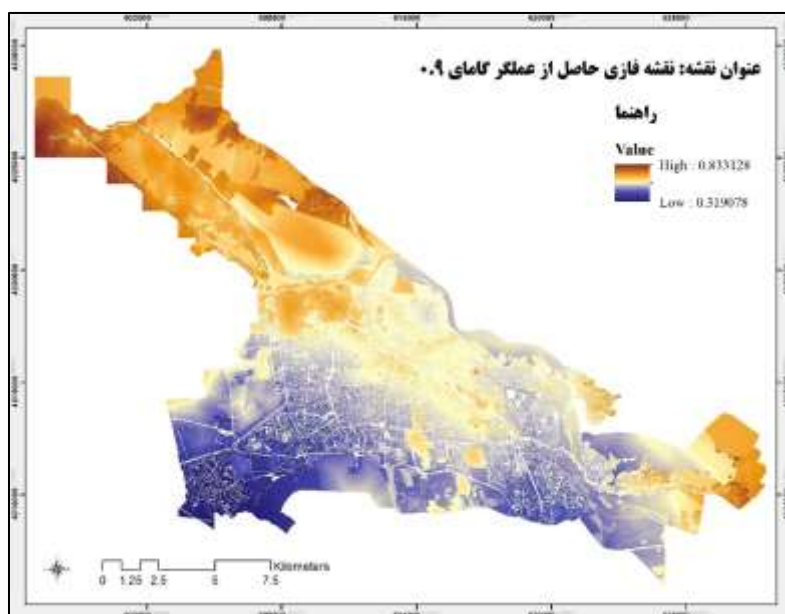 عنوان نقشه: نقشه فازی حاصل از عملگر گامای ۰.۹
راهنما
Value
High : 0.833128
Low : 0.319078
Kilometers
0 1.25 2.5 5 7.5